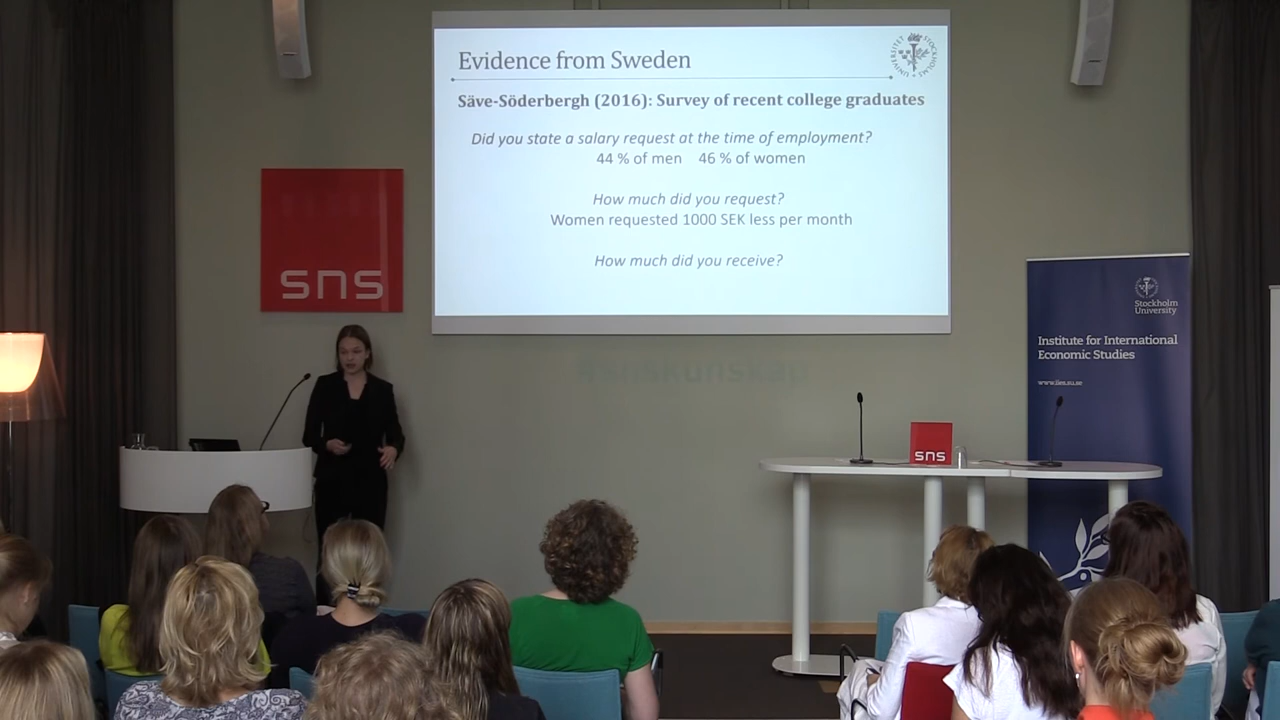 Evidence from Sweden
Säve-Söderbergh (2016): Survey of recent college graduates
Did you state a salary request at the time of employment?
44 % of men 46 % of women
How much did you request?
Women requested 1000 SEK less per month
How much did you receive?
sns
Stockholm
University
Institute for International
Economic Studies
www.iies.su.se
sns